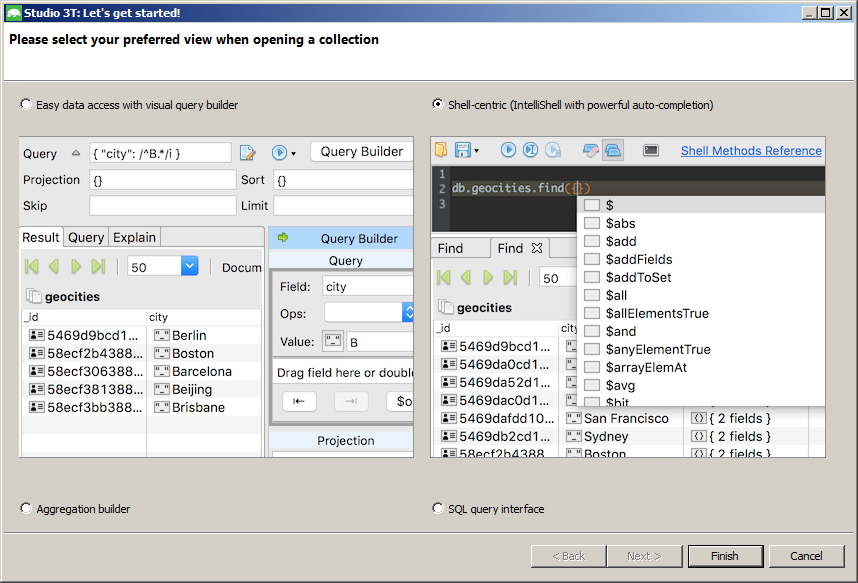 Studio 3T: Let's get started!
Please select your preferred view when opening a collection
Easy data access with visual query builder
Query { "city": /^B.*/i } Query Builder
Projection {} Sort {}
Skip Limit
Result Query Explain Query Builder
Query
50 Docum
Field: city
geocities
Ops:
_id city
Value: "_" B
5469d9bcd1... "_" Berlin
58ecf2b4388... "_" Boston
58ecf306388... "_" Barcelona
Drag field here or double
58ecf381388... "_" Beijing
58ecf3bb388... "_" Brisbane
$o
Projection
Shell-centric (IntelliShell with powerful auto-completion)
Shell Methods Reference
1
2 db.geocities.find({})
3
$
$abs
$add
$addFields
$addToSet
$all
$allElementsTrue
$and
$anyElementTrue
$arrayElemAt
$avg
$bit
Find Find
50
geocities
_id city
5469d9bcd1...
5469da0cd1...
5469da52d1...
5469dac0d1...
5469dafdd10... "_" San Francisco { 2 fields }
5469db2cd1... "_" Sydney { 2 fields }
58ecf2b4388... "_" Boston { 2 fields }
Aggregation builder
SQL query interface
< Back Next > Finish Cancel